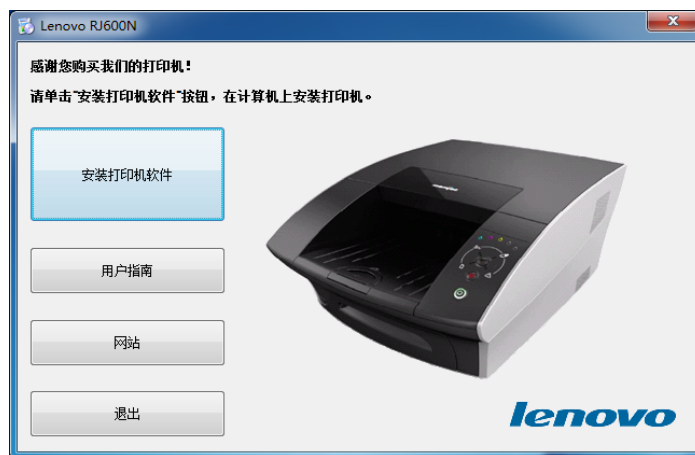 Lenovo RJ600N
感谢您购买我们的打印机！
请单击“安装打印机软件”按钮，在计算机上安装打印机。
安装打印机软件
用户指南
网站
退出
lenovo